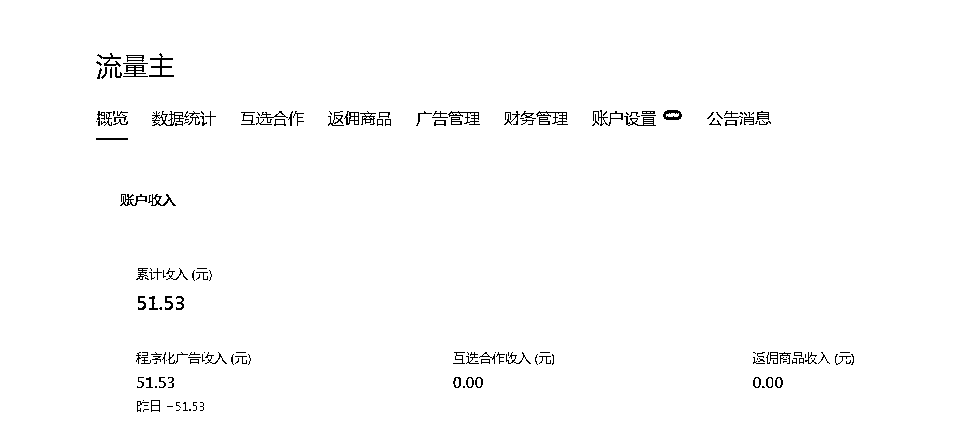 流量主
概览 数据统计 互选合作 返佣商品 广告管理 财务管理 账户设置 公告消息
账户收入
累计收入 (元)
51.53
程序化广告收入 (元) 互选合作收入 (元) 返佣商品收入 (元)
51.53 0.00 0.00
昨日 +51.53